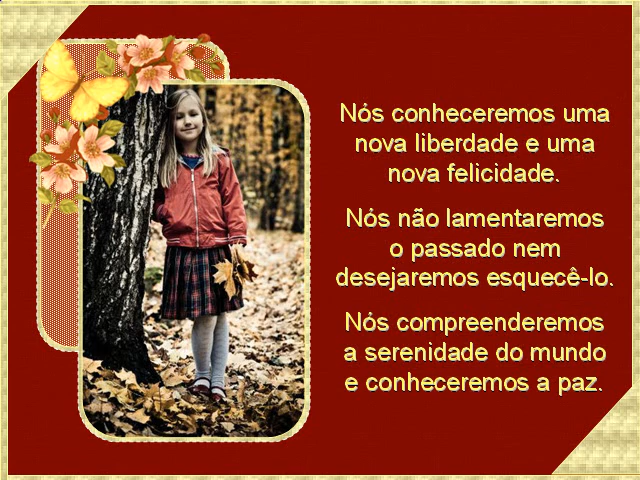 Nós conheceremos uma
nova liberdade e uma
nova felicidade.
Nós não lamentaremos
o passado nem
desejaremos esquecê-lo.
Nós compreenderemos
a serenidade do mundo
e conheceremos a paz.